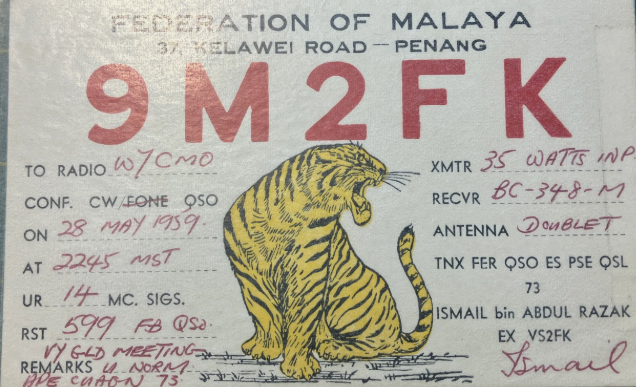 FEDERATION OF MALAYA
37, KELAWEI ROAD — PENANG
9M2FK
TO RADIO W7CMO
CONF. CW/FONE QSO
ON 28 MAY 1959.
AT 2245 MST
UR 14 MC. SIGS.
RST 599 FB QSO.
VY GLD MEETING
REMARKS U NORM
73.
XMTR 35 WATTS INP
RECVR BC-348-M
ANTENNA DOUBLET
TNX FER QSO ES PSE QSL
73
ISMAIL bin ABDUL RAZAK
EX VS2FK
Ismail